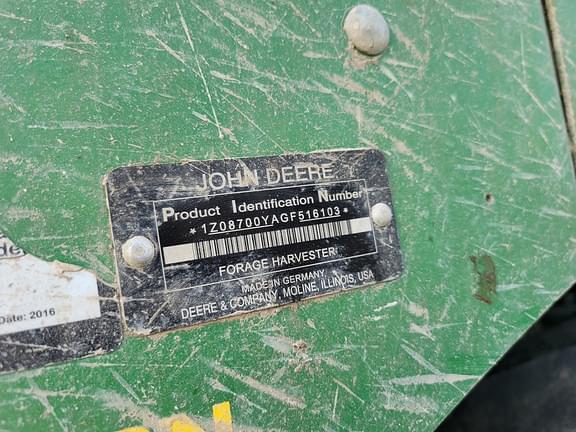 JOHN DEERE
Product Identification Number
*1Z08700YAGF516103*
FORAGE HARVESTER
MADE IN GERMANY
DEERE & COMPANY, MOLINE, ILLINOIS, USA
Date: 2016